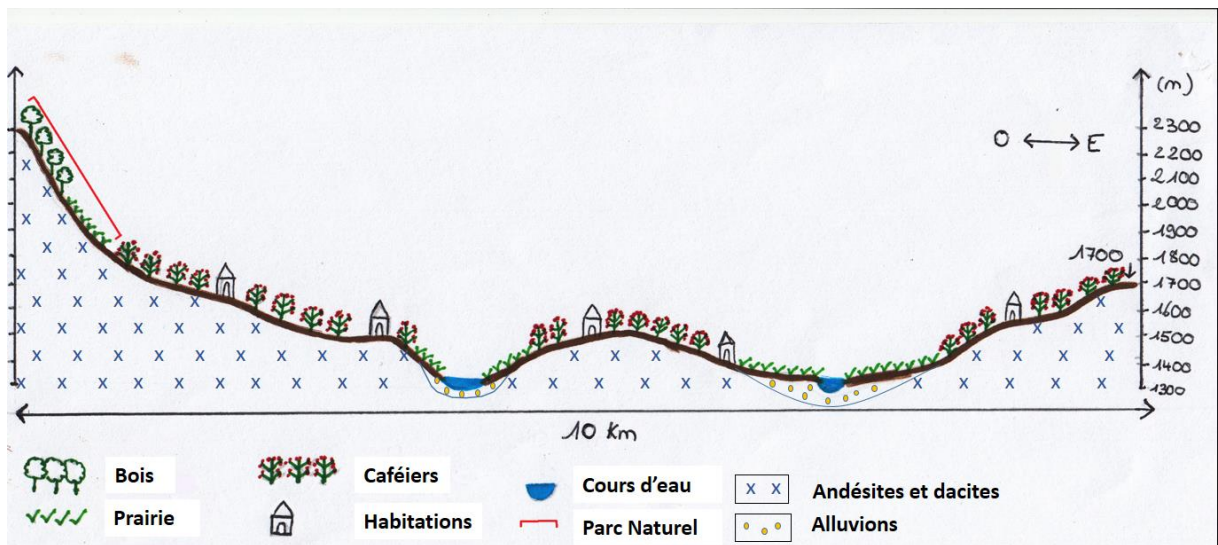 (m)
2300
O ↔ E
2200
2100
2000
1900
1700
1800
1700
1600
1500
1400
1300
10 Km
Bois
Caféiers
Cours d'eau
x x
Andésites et dacites
Prairie
Habitations
Parc Naturel
Alluvions